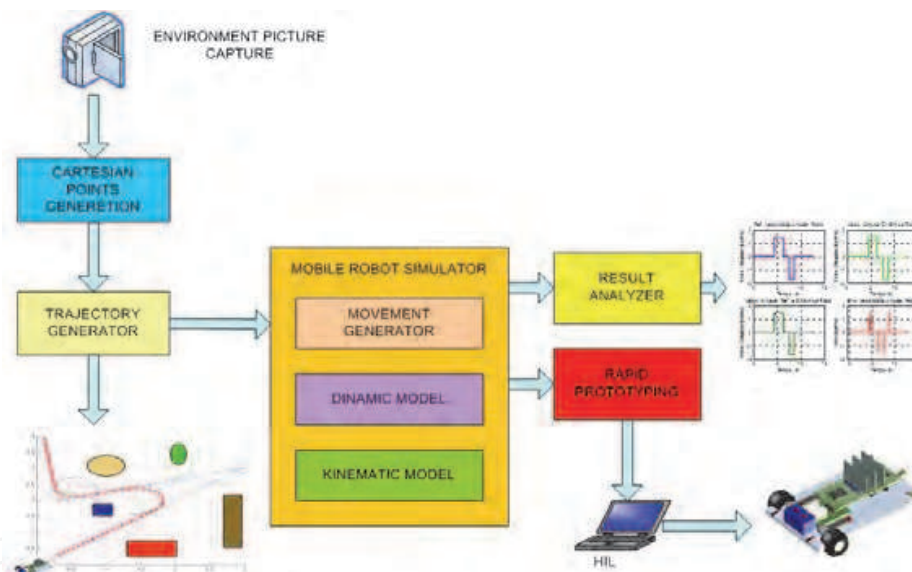 ENVIRONMENT PICTURE
CAPTURE
CARTESIAN
POINTS
GENERETION
TRAJECTORY
GENERATOR
MOBILE ROBOT SIMULATOR
MOVEMENT
GENERATOR
DINAMIC MODEL
KINEMATIC MODEL
RESULT
ANALYZER
RAPID
PROTOTYPING
HIL